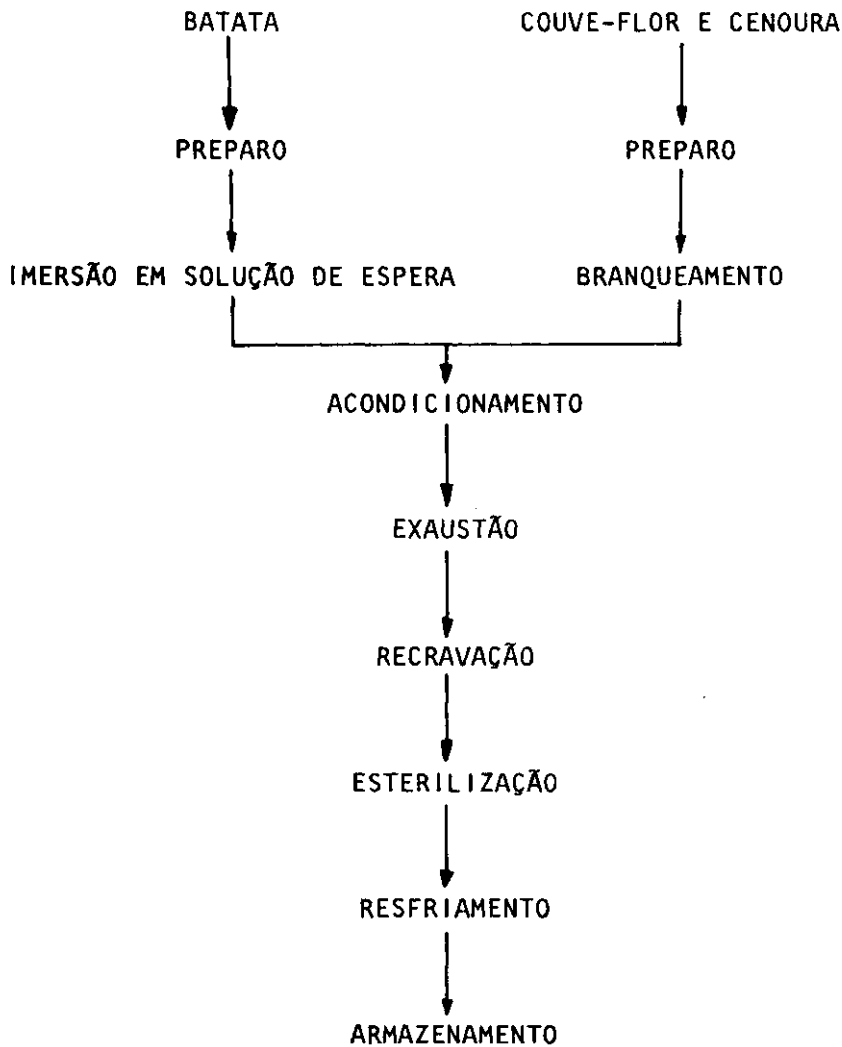 BATATA
COUVE-FLOR E CENOURA
PREPARO
PREPARO
IMERSÃO EM SOLUÇÃO DE ESPERA
BRANQUEAMENTO
ACONDICIONAMENTO
EXAUSTÃO
RECRAVAÇÃO
ESTERILIZAÇÃO
RESFRIAMENTO
ARMAZENAMENTO